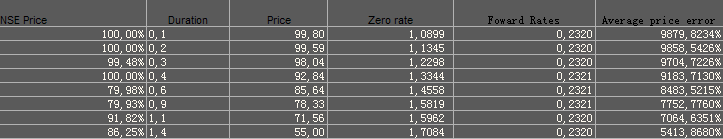 NSE Price Duration Price Zero rate Foward Rates Average price error
100,00% 0,1 99,80 1,0899 0,2320 9879,8234%
100,00% 0,2 99,59 1,1345 0,2320 9858,5426%
99,48% 0,3 98,04 1,2298 0,2320 9704,7226%
100,00% 0,4 92,84 1,3344 0,2321 9183,7130%
79,98% 0,6 85,64 1,4558 0,2321 8483,5215%
79,93% 0,9 78,33 1,5819 0,2320 7752,7760%
91,82% 1,1 71,56 1,5962 0,2320 7064,6351%
86,25% 1,4 55,00 1,7084 0,2320 5413,8680%